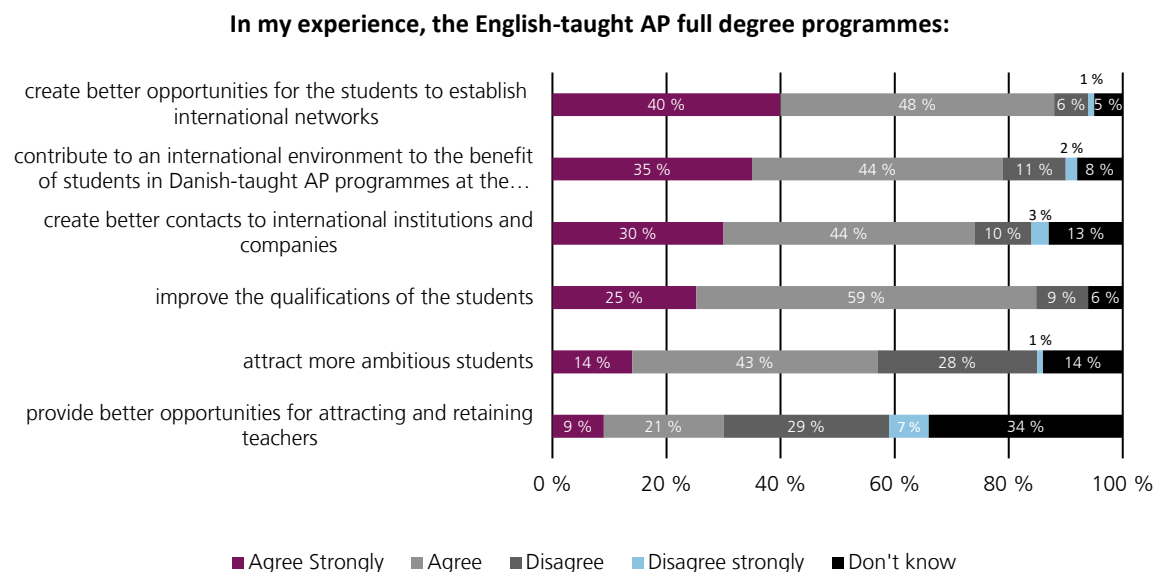 In my experience, the English-taught AP full degree programmes:
create better opportunities for the students to establish
international networks
40 %
48 %
6 %
1 %
5 %
contribute to an international environment to the benefit
of students in Danish-taught AP programmes at the…
35 %
44 %
11 %
2 %
8 %
create better contacts to international institutions and
companies
30 %
44 %
10 %
3 %
13 %
improve the qualifications of the students
25 %
59 %
9 %
6 %
attract more ambitious students
14 %
43 %
28 %
1 %
14 %
provide better opportunities for attracting and retaining
teachers
9 %
21 %
29 %
7 %
34 %
0 %
20 %
40 %
60 %
80 %
100 %
Agree Strongly
Agree
Disagree
Disagree strongly
Don't know